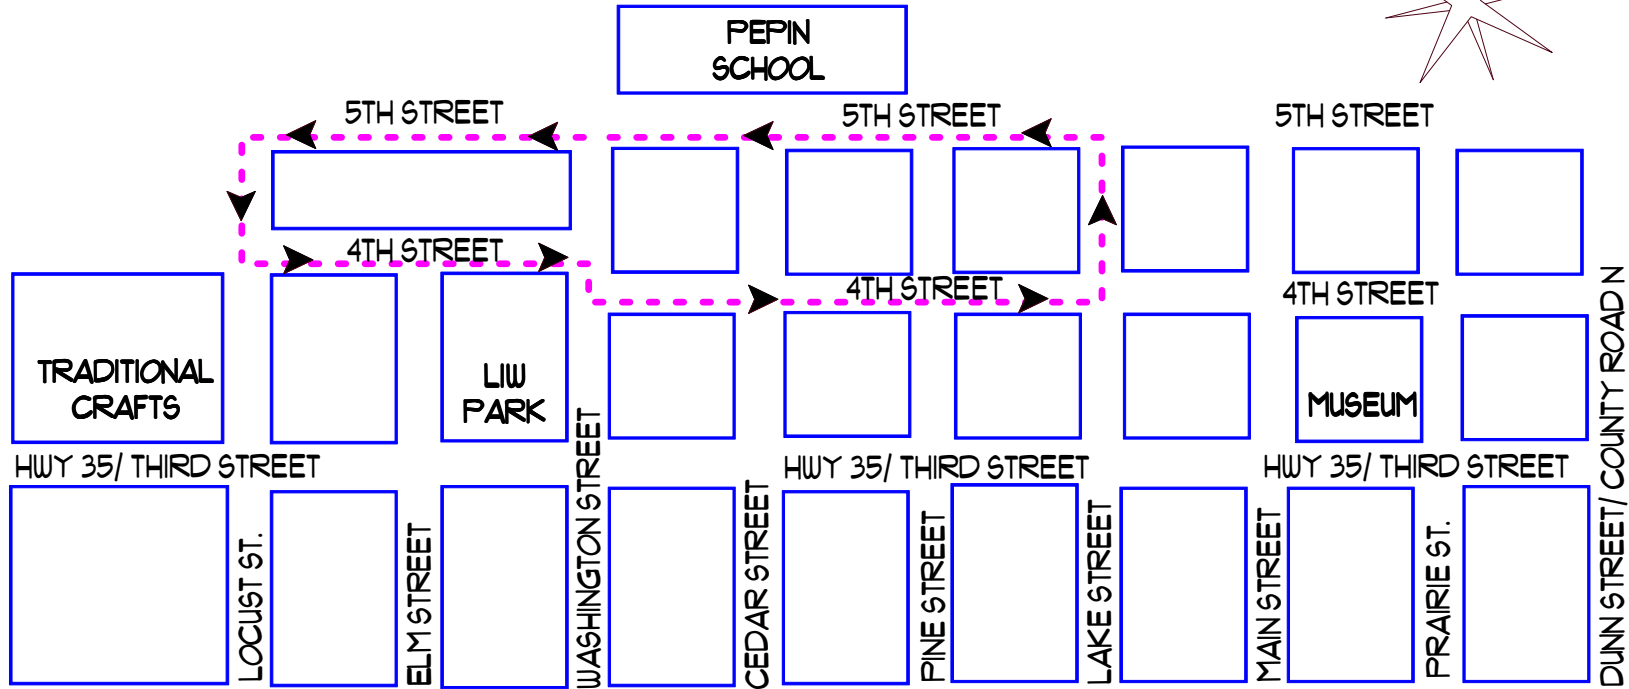 PEPIN
SCHOOL
5TH STREET
5TH STREET
5TH STREET
4TH STREET
4TH STREET
4TH STREET
TRADITIONAL
CRAFTS
LIW
PARK
MUSEUM
HWY 35/ THIRD STREET
HWY 35/ THIRD STREET
HWY 35/ THIRD STREET
LOCUST ST.
ELM STREET
WASHINGTON STREET
CEDAR STREET
PINE STREET
LAKE STREET
MAIN STREET
PRAIRIE ST.
DUNN STREET/ COUNTY ROAD N